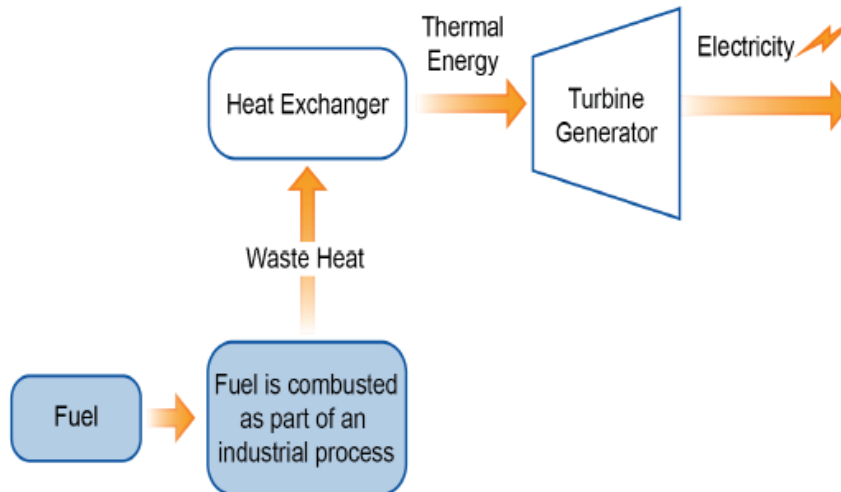 Thermal
Energy
Electricity
Heat Exchanger
Turbine
Generator
Waste Heat
Fuel
Fuel is combusted
as part of an
industrial process